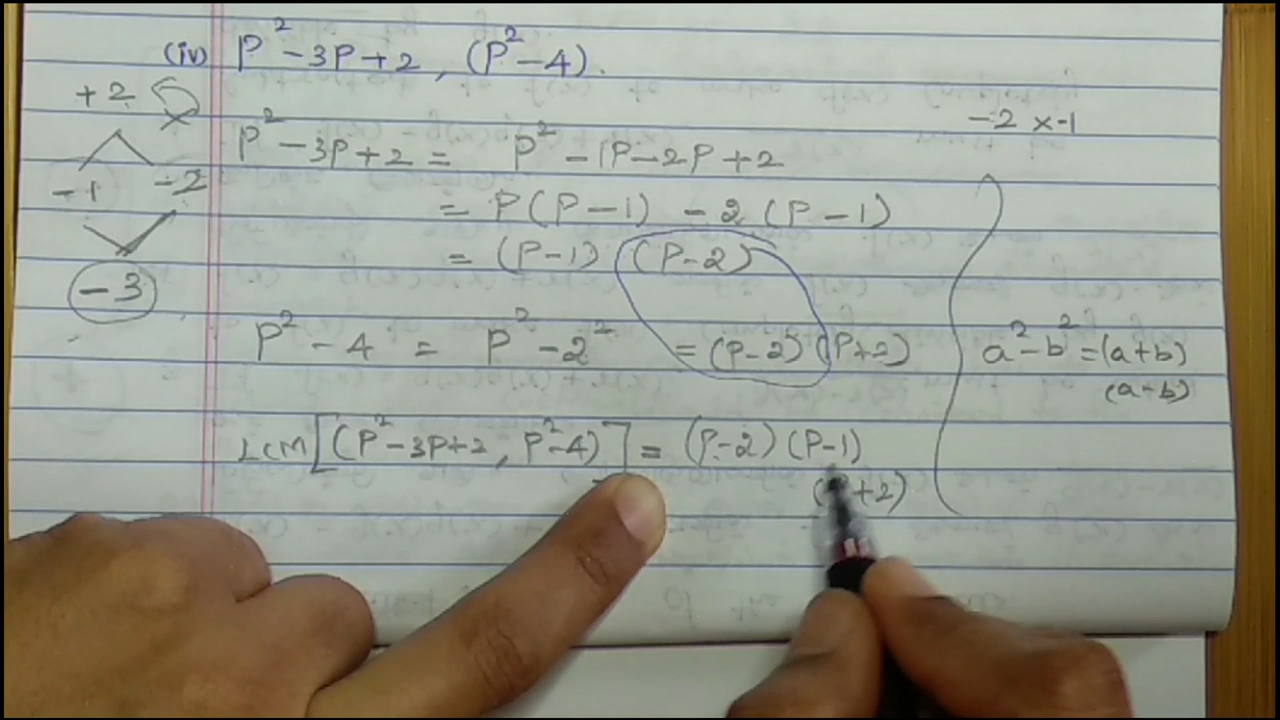 (iv) P² - 3P + 2 , (P² - 4).
+2
-2 × -1
P² - 3P + 2 = P² - 1P - 2P + 2
-1 -2
= P(P - 1) - 2(P - 1)
= (P-1) (P-2)
-3
P² - 4 = P² - 2² = (P-2)(P+2)
a² - b² = (a+b)
(a-b)
LCM[(P² - 3P + 2, P² - 4)] = (P-2)(P-1)
+2)